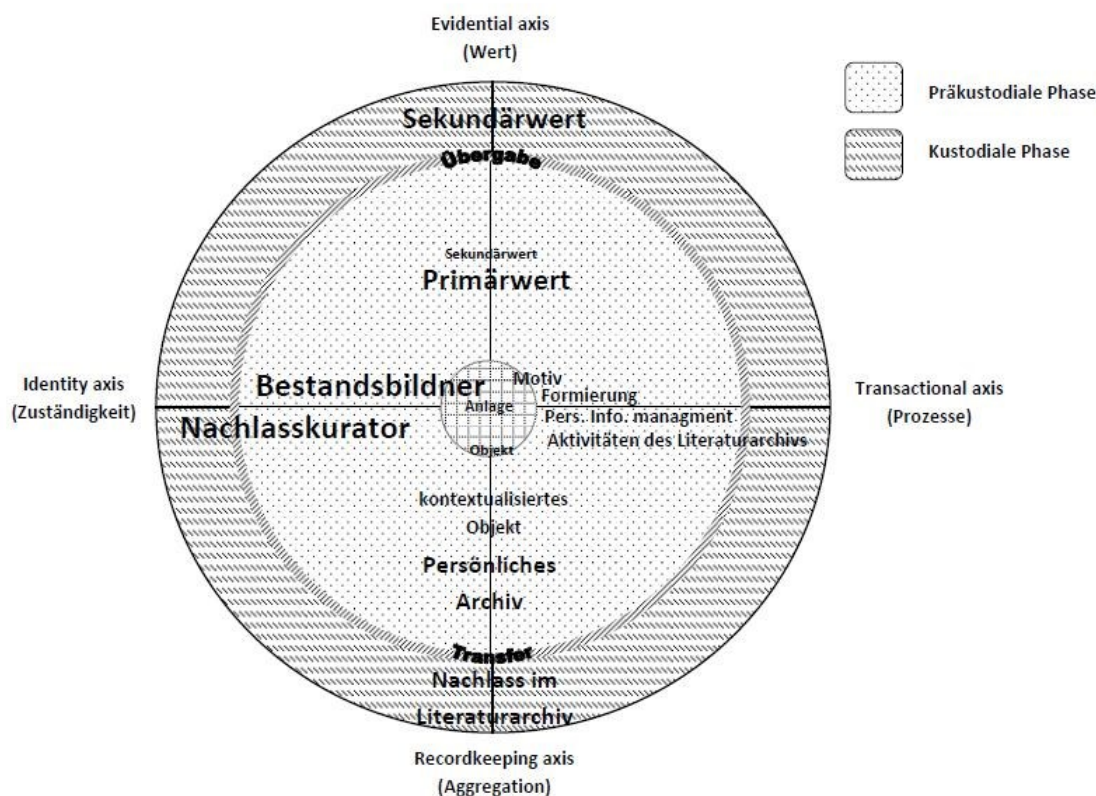 Evidential axis
(Wert)
Präkustodiale Phase
Kustodiale Phase
Sekundärwert
Übergabe
Sekundärwert
Primärwert
Identity axis
(Zuständigkeit)
Bestandsbildner
Nachlasskurator
Anlage
Objekt
Motiv
Formierung
Pers. Info. managment
Aktivitäten des Literaturarchivs
Transactional axis
(Prozesse)
kontextualisiertes
Objekt
Persönliches
Archiv
Transfer
Nachlass im
Literaturarchiv
Recordkeeping axis
(Aggregation)